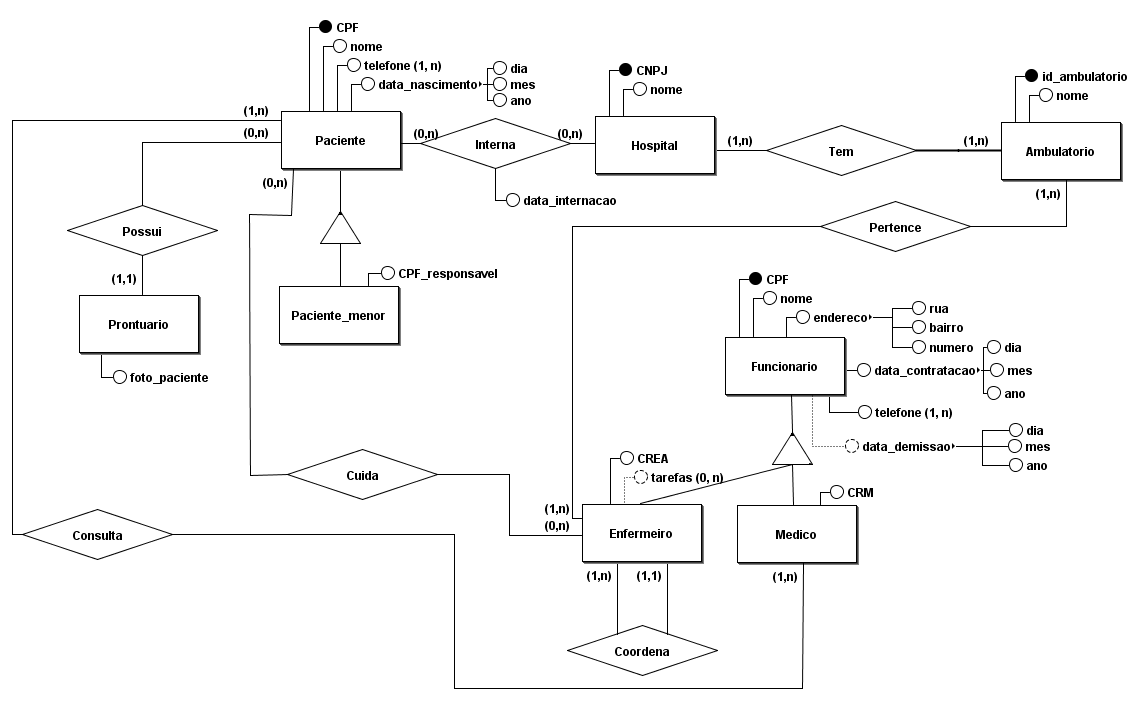 CPF
nome
telefone (1, n)
data_nascimento
dia
mes
ano
CNPJ
nome
id_ambulatorio
nome
(1,n)
(0,n)
Paciente
(0,n)
Interna
(0,n)
Hospital
(1,n)
Tem
(1,n)
Ambulatorio
(0,n)
data_internacao
(1,n)
Possui
Pertence
(1,1)
CPF_responsavel
CPF
nome
endereco
rua
bairro
numero
Prontuario
Paciente_menor
Funcionario
data_contratacao
dia
mes
ano
foto_paciente
telefone (1, n)
data_demissao
dia
mes
ano
Cuida
CREA
tarefas (0, n)
CRM
(1,n)
(0,n)
Enfermeiro
Medico
Consulta
(1,n)
(1,1)
(1,n)
Coordena